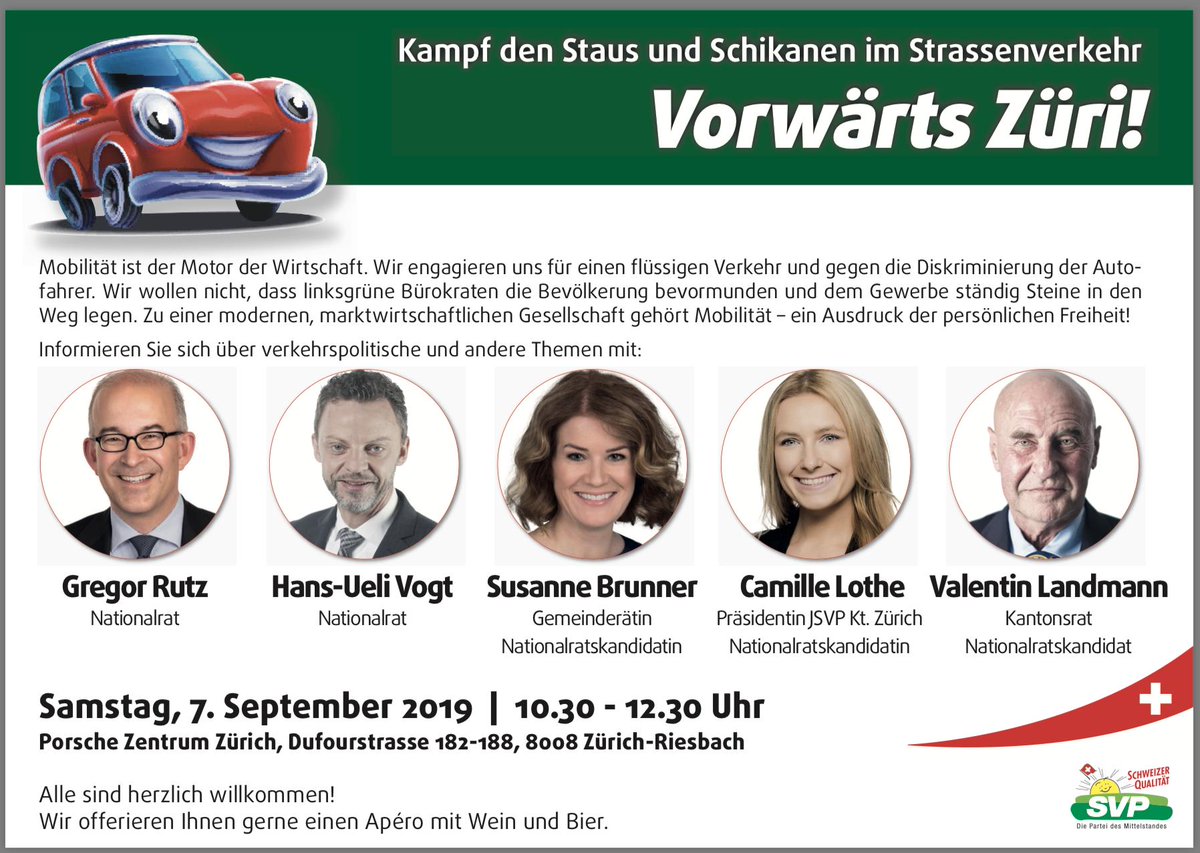 Kampf den Staus und Schikanen im Strassenverkehr
Vorwärts Züri!
Mobilität ist der Motor der Wirtschaft. Wir engagieren uns für einen flüssigen Verkehr und gegen die Diskriminierung der Auto-
fahrer. Wir wollen nicht, dass linksgrüne Bürokraten die Bevölkerung bevormunden und dem Gewerbe ständig Steine in den
Weg legen. Zu einer modernen, marktwirtschaftlichen Gesellschaft gehört Mobilität – ein Ausdruck der persönlichen Freiheit!
Informieren Sie sich über verkehrspolitische und andere Themen mit:
Gregor Rutz
Nationalrat
Hans-Ueli Vogt
Nationalrat
Susanne Brunner
Gemeinderätin
Nationalratskandidatin
Camille Lothe
Präsidentin JSVP Kt. Zürich
Nationalratskandidatin
Valentin Landmann
Kantonsrat
Nationalratskandidat
Samstag, 7. September 2019 | 10.30 - 12.30 Uhr
Porsche Zentrum Zürich, Dufourstrasse 182-188, 8008 Zürich-Riesbach
Alle sind herzlich willkommen!
Wir offerieren Ihnen gerne einen Apéro mit Wein und Bier.
SCHWEIZER
QUALITÄT
SVP
Die Partei des Mittelstandes